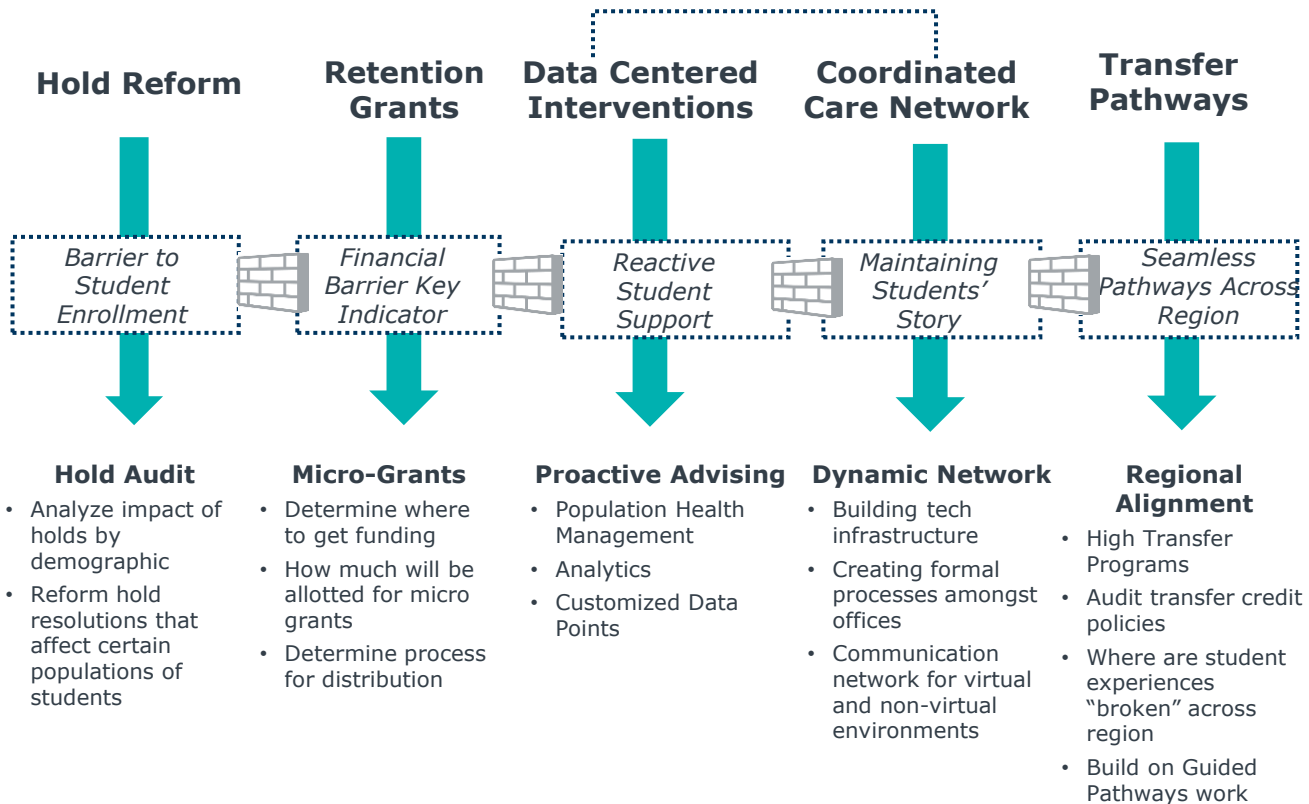 Hold Reform
Retention
Grants
Data Centered
Interventions
Coordinated
Care Network
Transfer
Pathways
Barrier to
Student
Enrollment
Financial
Barrier Key
Indicator
Reactive
Student
Support
Maintaining
Students’
Story
Seamless
Pathways Across
Region
Hold Audit
• Analyze impact of
holds by
demographic
• Reform hold
resolutions that
affect certain
populations of
students
Micro-Grants
• Determine where
to get funding
• How much will be
allotted for micro
grants
• Determine process
for distribution
Proactive Advising
• Population Health
Management
• Analytics
• Customized Data
Points
Dynamic Network
• Building tech
infrastructure
• Creating formal
processes amongst
offices
• Communication
network for virtual
and non-virtual
environments
Regional
Alignment
• High Transfer
Programs
• Audit transfer credit
policies
• Where are student
experiences
“broken” across
region
• Build on Guided
Pathways work